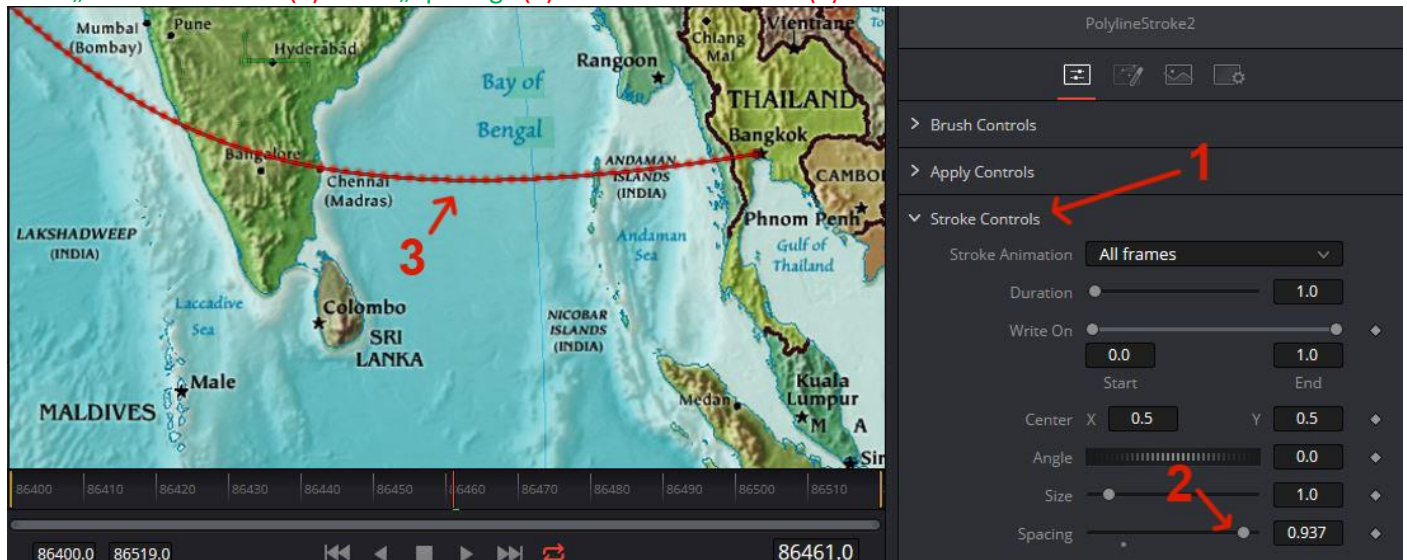 (1)
(2)
(3)
PolylineStroke2
Mumbai
(Bombay)
Pune
Hyderābād
Bay of
Bengal
Rangoon
Chiang
Mai
Vientiane
THAILAND
Bangkok
Bangalore
Chennai
(Madras)
ANDAMAN
ISLANDS
(INDIA)
CAMBO
Phnom Penh
Gulf of
Thailand
Andaman
Sea
LAKSHADWEEP
(INDIA)
Laccadive
Sea
Colombo
SRI
LANKA
NICOBAR
ISLANDS
(INDIA)
Male
MALDIVES
Medan
Kuala
Lumpur
M A
Sin
3
86400 86410 86420 86430 86440 86450 86460 86470 86480 86490 86500 86510
86400.0 86519.0 86461.0
Brush Controls
1
Apply Controls
Stroke Controls
Stroke Animation All frames
Duration 1.0
Write On
0.0 1.0
Start End
Center X 0.5 Y 0.5
Angle 0.0
2
Size 1.0
Spacing 0.937